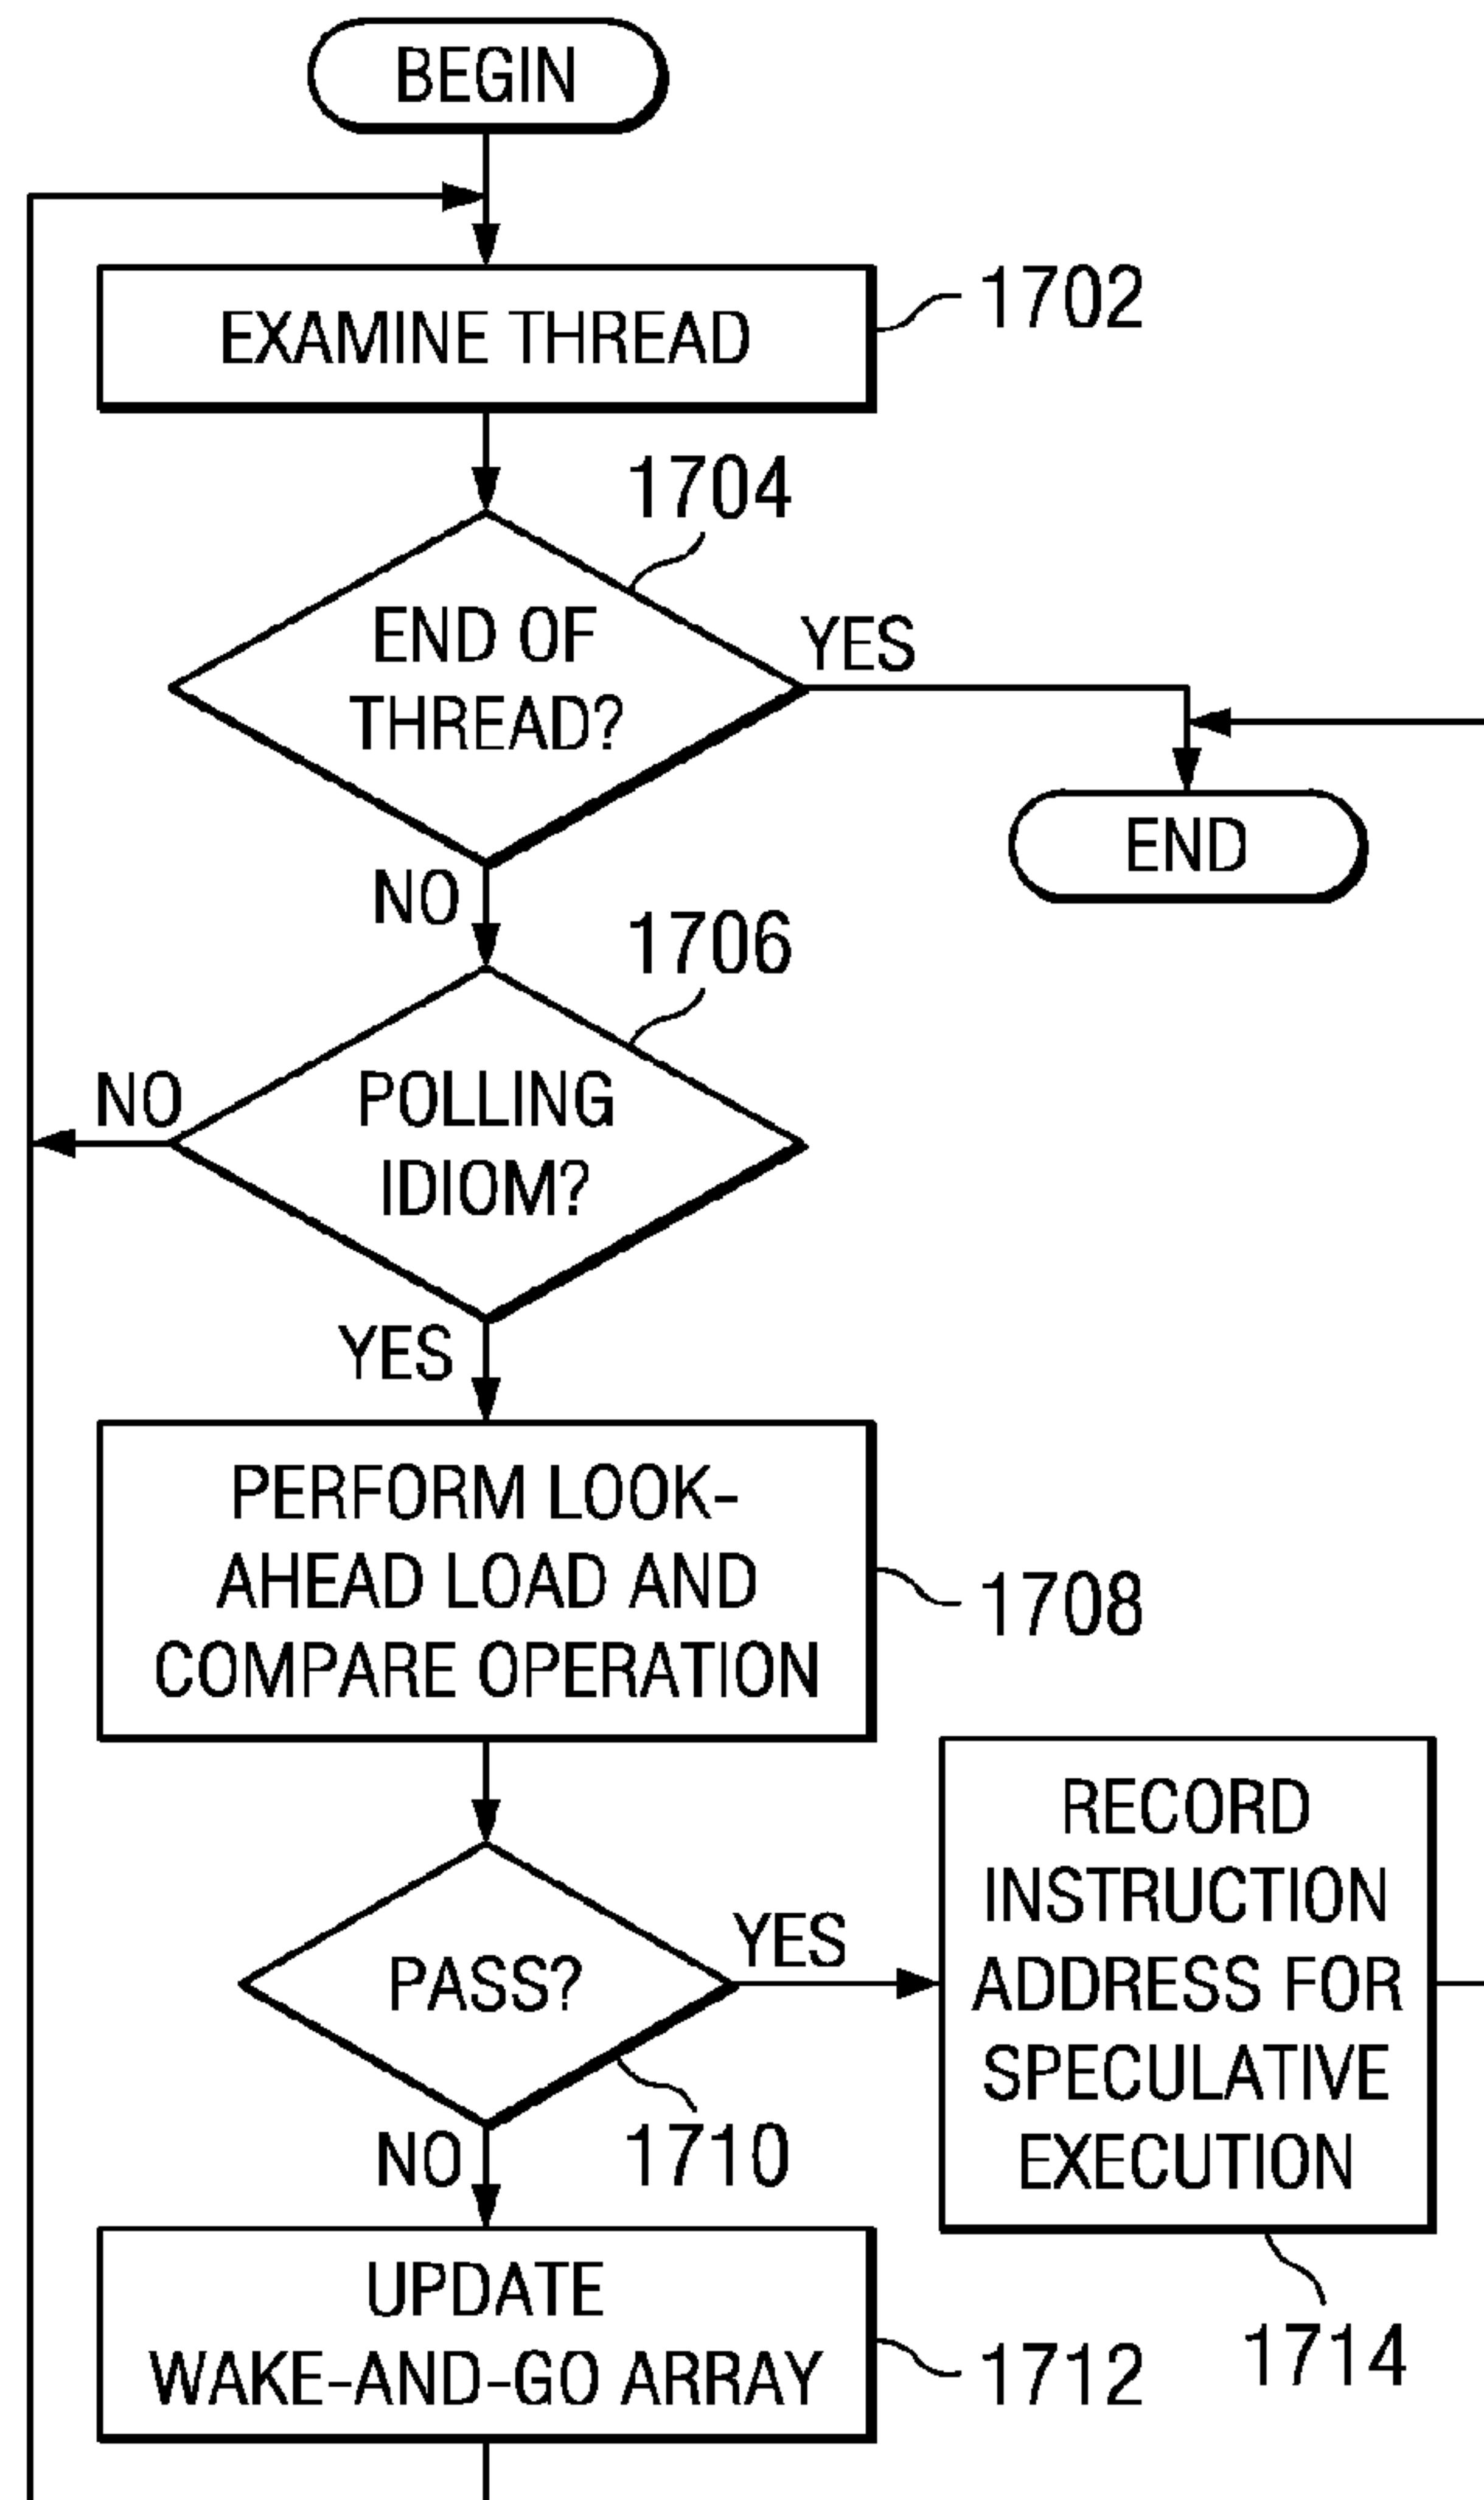 BEGIN
EXAMINE THREAD
1702
1704
END OF
THREAD?
YES
NO
END
1706
POLLING
IDIOM?
NO
YES
PERFORM LOOK-
AHEAD LOAD AND
COMPARE OPERATION
1708
PASS?
YES
NO
1710
RECORD
INSTRUCTION
ADDRESS FOR
SPECULATIVE
EXECUTION
1714
UPDATE
WAKE-AND-GO ARRAY
1712